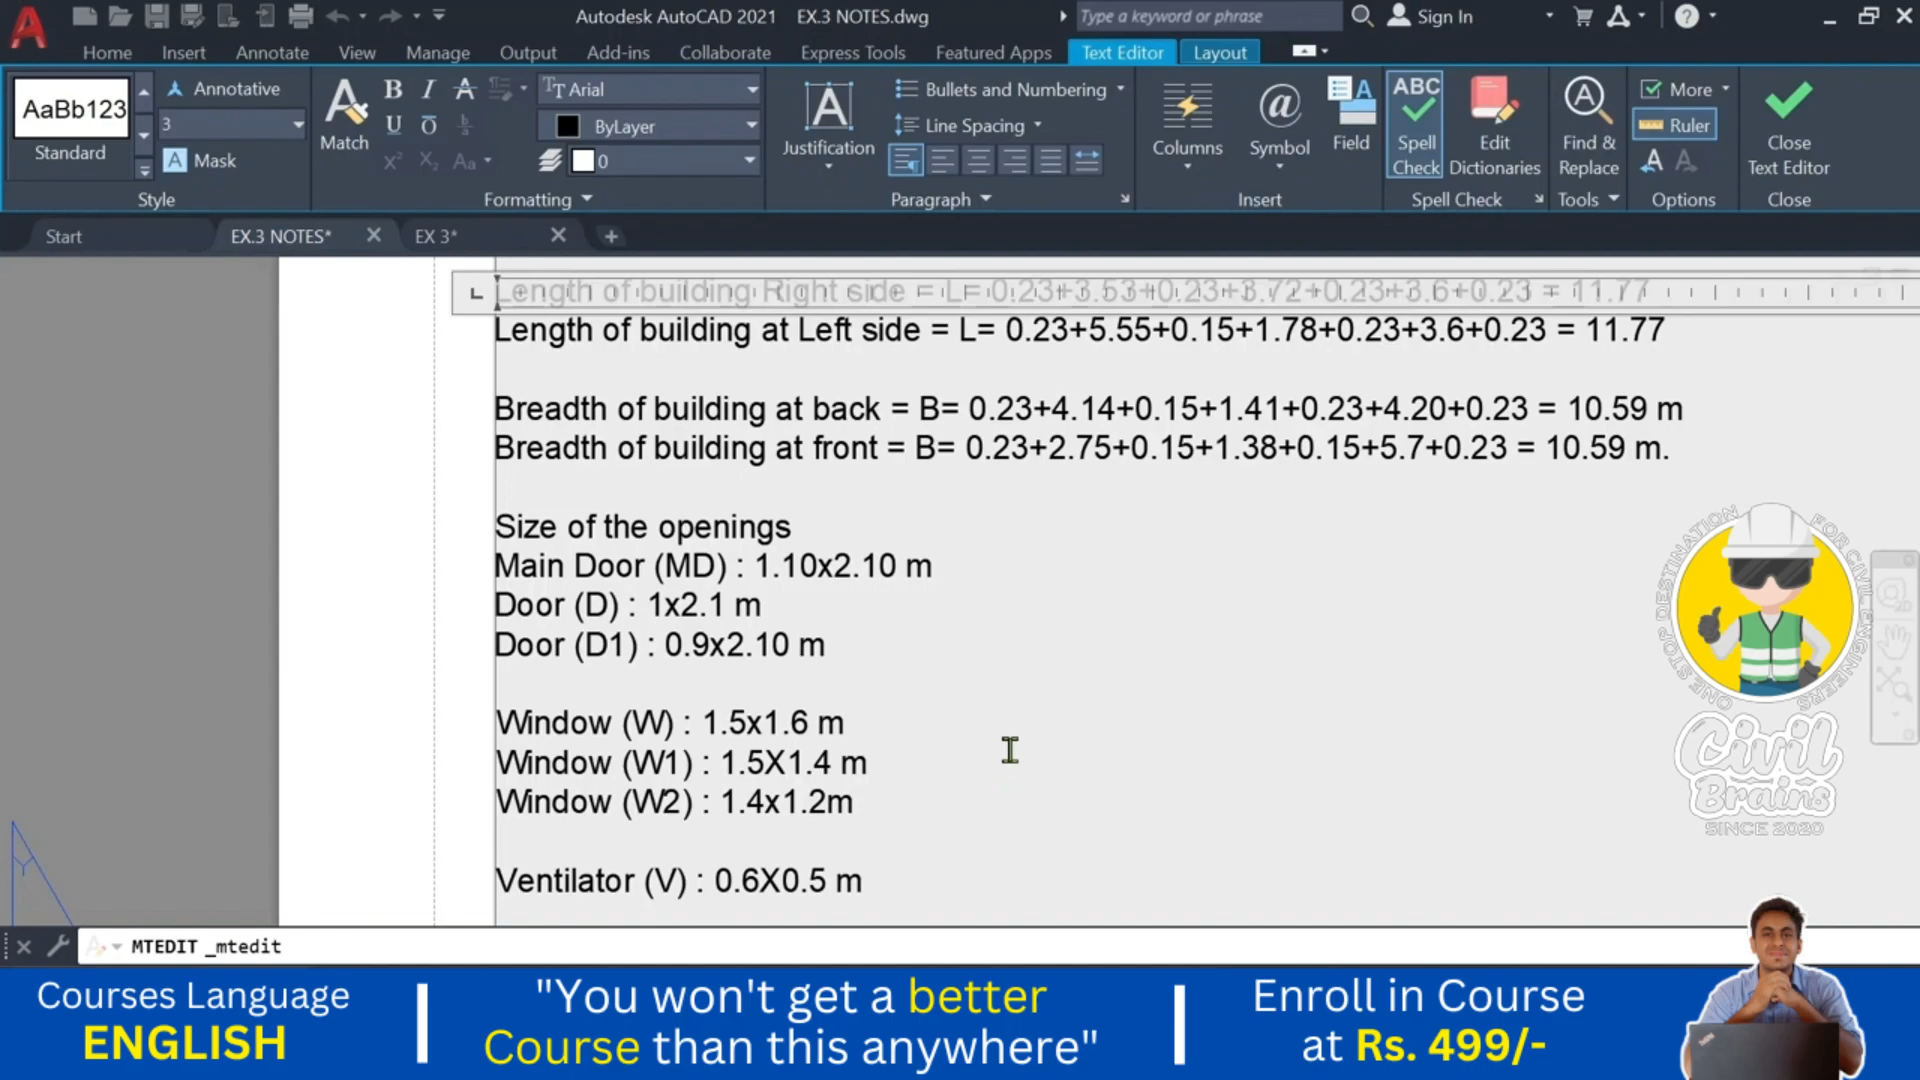 Autodesk AutoCAD 2021 EX.3 NOTES.dwg
Type a keyword or phrase
Sign In
Home Insert Annotate View Manage Output Add-ins Collaborate Express Tools Featured Apps Text Editor Layout
AaBb123
Standard
Annotative
3
A Mask
Style
Match
Arial
ByLayer
0
Formatting
Justification
Bullets and Numbering
Line Spacing
Paragraph
Columns
Symbol
Field
Insert
ABC
Spell
Check
Edit
Dictionaries
Spell Check
Find &
Replace
Tools
More
Ruler
Options
Close
Text Editor
Close
Start EX.3 NOTES* EX 3*
Length of building Right side = L= 0.23+3.53+0.23+3.72+0.23+3.6+0.23 = 11.77
Length of building at Left side = L= 0.23+5.55+0.15+1.78+0.23+3.6+0.23 = 11.77
Breadth of building at back = B= 0.23+4.14+0.15+1.41+0.23+4.20+0.23 = 10.59 m
Breadth of building at front = B= 0.23+2.75+0.15+1.38+0.15+5.7+0.23 = 10.59 m.
Size of the openings
Main Door (MD) : 1.10x2.10 m
Door (D) : 1x2.1 m
Door (D1) : 0.9x2.10 m
Window (W) : 1.5x1.6 m
Window (W1) : 1.5X1.4 m
Window (W2) : 1.4x1.2m
Ventilator (V) : 0.6X0.5 m
ONE STOP DESTINATION FOR CIVIL ENGINEERS
Civil
Brains
SINCE 2020
MTEDIT _mtedit
Courses Language
ENGLISH
"You won't get a better
Course than this anywhere"
Enroll in Course
at Rs. 499/-